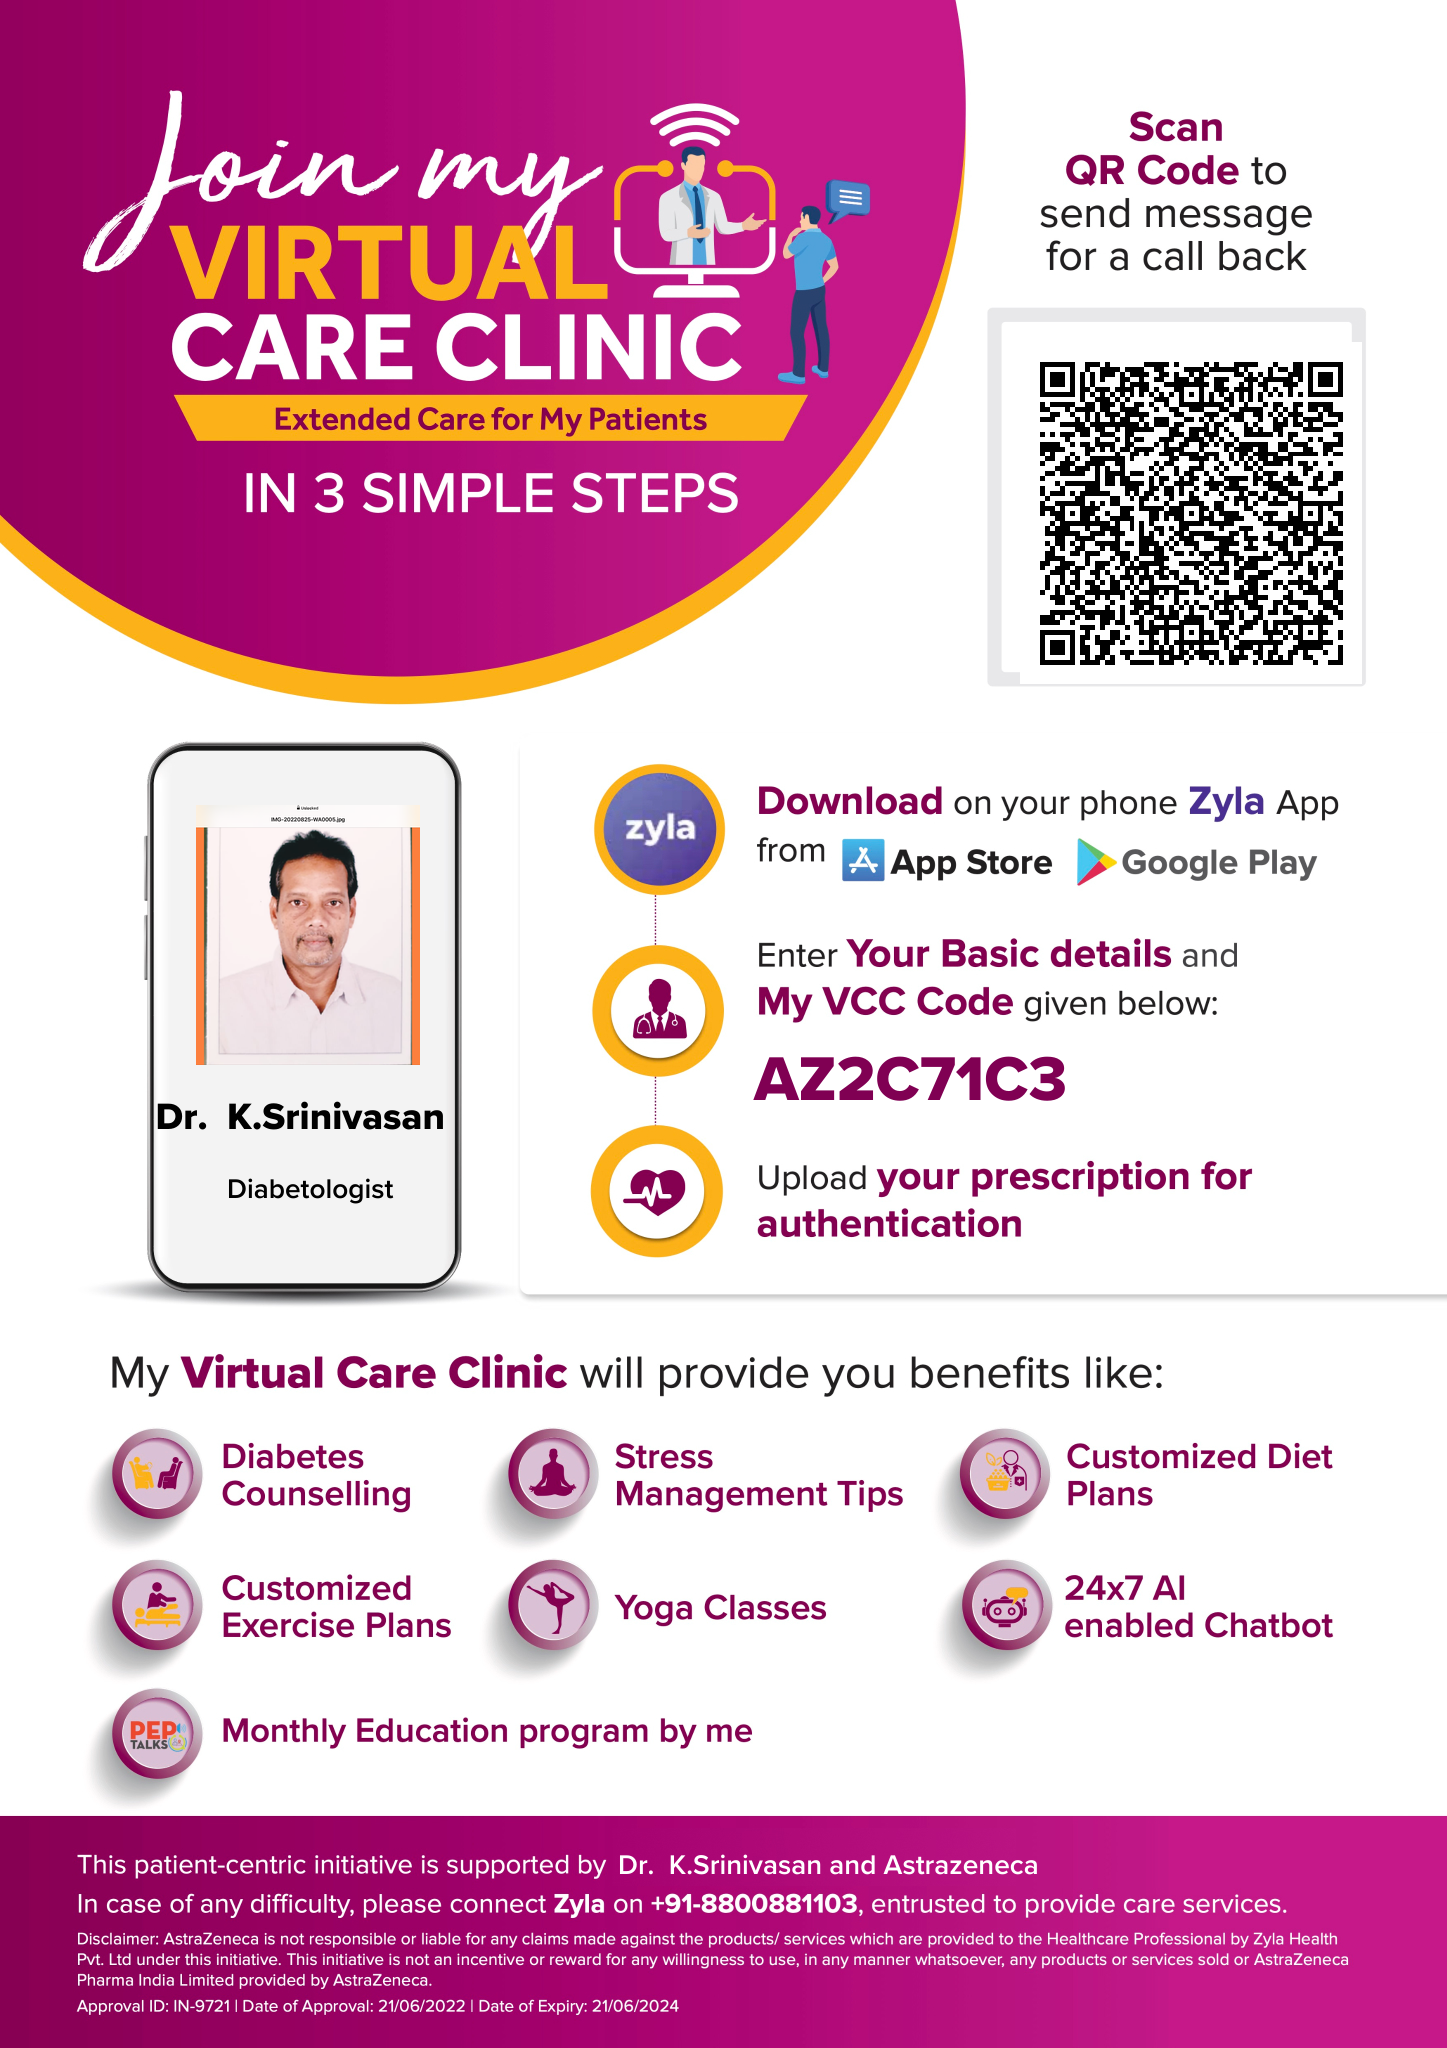 Join my
VIRTUAL
CARE CLINIC
Extended Care for My Patients
IN 3 SIMPLE STEPS
Scan
QR Code to
send message
for a call back
Unlocked
IMG-20220825-WA0005.jpg
Dr. K.Srinivasan
Diabetologist
zyla
Download on your phone Zyla App
from App Store Google Play
Enter Your Basic details and
My VCC Code given below:
AZ2C71C3
Upload your prescription for
authentication
My Virtual Care Clinic will provide you benefits like:
Diabetes
Counselling
Stress
Management Tips
Customized Diet
Plans
Customized
Exercise Plans
Yoga Classes
24x7 AI
enabled Chatbot
PEP
TALKS
Monthly Education program by me
This patient-centric initiative is supported by Dr. K.Srinivasan and Astrazeneca
In case of any difficulty, please connect Zyla on +91-8800881103, entrusted to provide care services.
Disclaimer: AstraZeneca is not responsible or liable for any claims made against the products/ services which are provided to the Healthcare Professional by Zyla Health
Pvt. Ltd under this initiative. This initiative is not an incentive or reward for any willingness to use, in any manner whatsoever, any products or services sold or AstraZeneca
Pharma India Limited provided by AstraZeneca.
Approval ID: IN-9721 | Date of Approval: 21/06/2022 | Date of Expiry: 21/06/2024